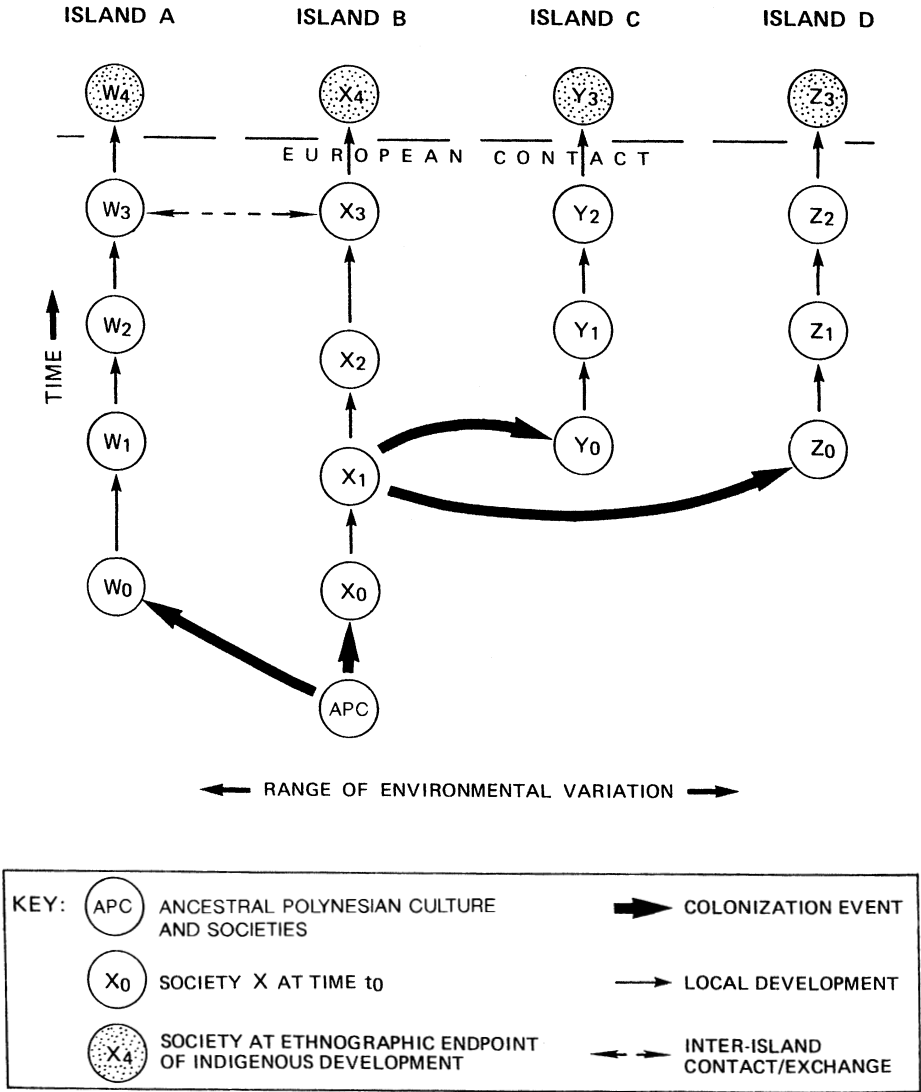 ISLAND A ISLAND B ISLAND C ISLAND D
W4 X4 Y3 Z3
EUROPEAN CONTACT
W3 X3 Y2 Z2
TIME
W2 X2 Y1 Z1
W1 X1 Y0 Z0
W0 X0
APC
RANGE OF ENVIRONMENTAL VARIATION
KEY:
APC ANCESTRAL POLYNESIAN CULTURE
AND SOCIETIES
X0 SOCIETY X AT TIME t0
X4 SOCIETY AT ETHNOGRAPHIC ENDPOINT
OF INDIGENOUS DEVELOPMENT
COLONIZATION EVENT
LOCAL DEVELOPMENT
INTER-ISLAND
CONTACT/EXCHANGE